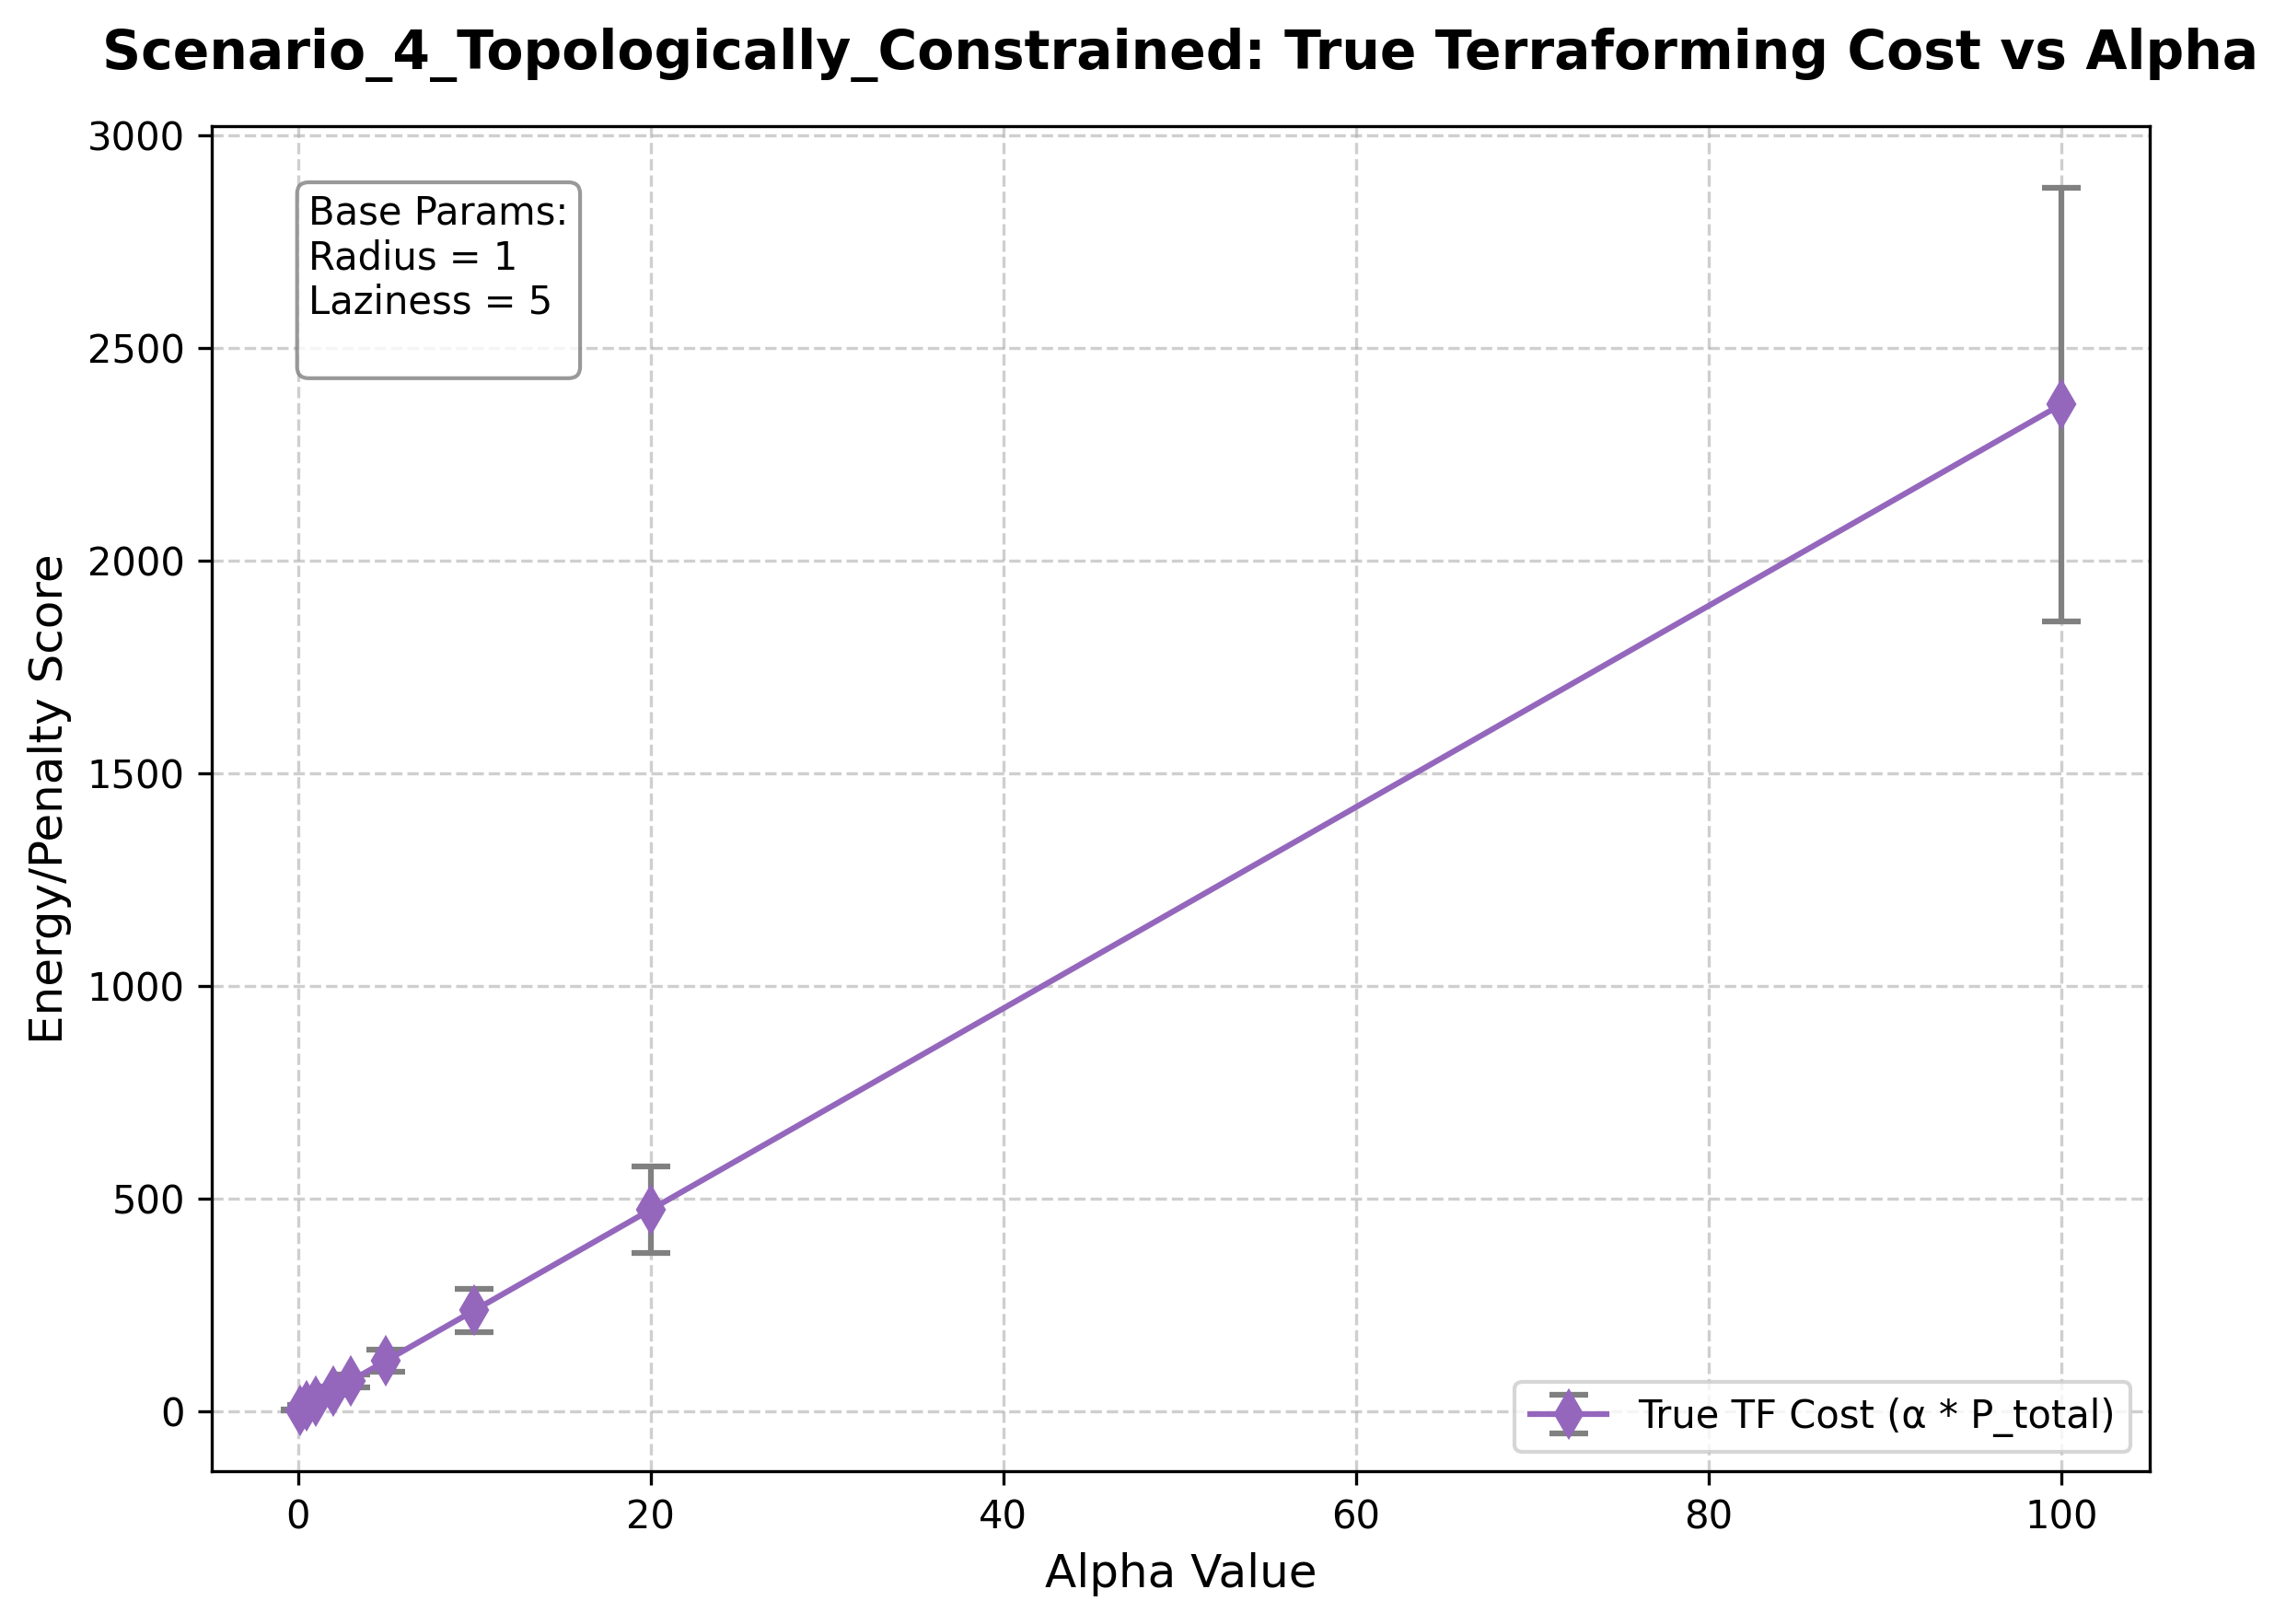 Scenario_4_Topologically_Constrained: True Terraforming Cost vs Alpha
3000
2500
2000
1500
1000
500
0
Energy/Penalty Score
Base Params:
Radius = 1
Laziness = 5
True TF Cost (α * P_total)
0
20
40
60
80
100
Alpha Value